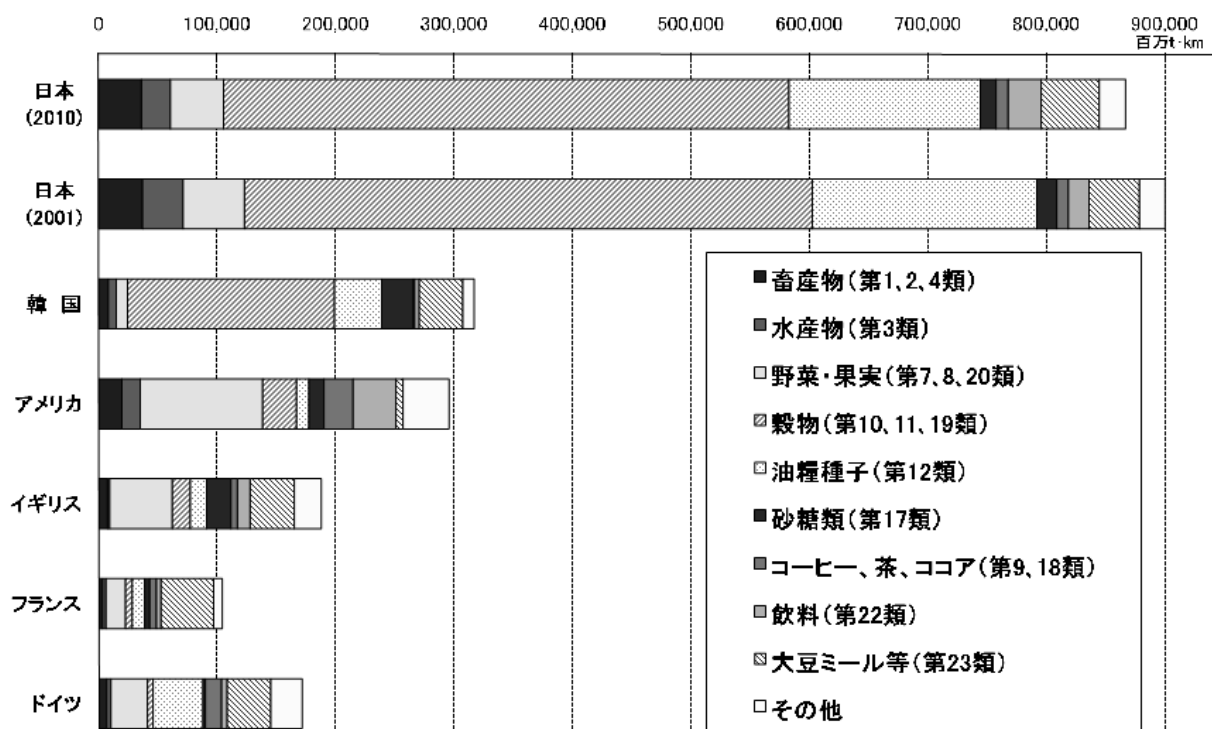 0 100,000 200,000 300,000 400,000 500,000 600,000 700,000 800,000 900,000
百万t・km
日本
(2010)
日本
(2001)
韓 国
アメリカ
イギリス
フランス
ドイツ
畜産物(第1、2、4類)
水産物(第3類)
野菜・果実(第7、8、20類)
穀物(第10、11、19類)
油糧種子(第12類)
砂糖類(第17類)
コーヒー、茶、ココア(第9、18類)
飲料(第22類)
大豆ミール等(第23類)
その他